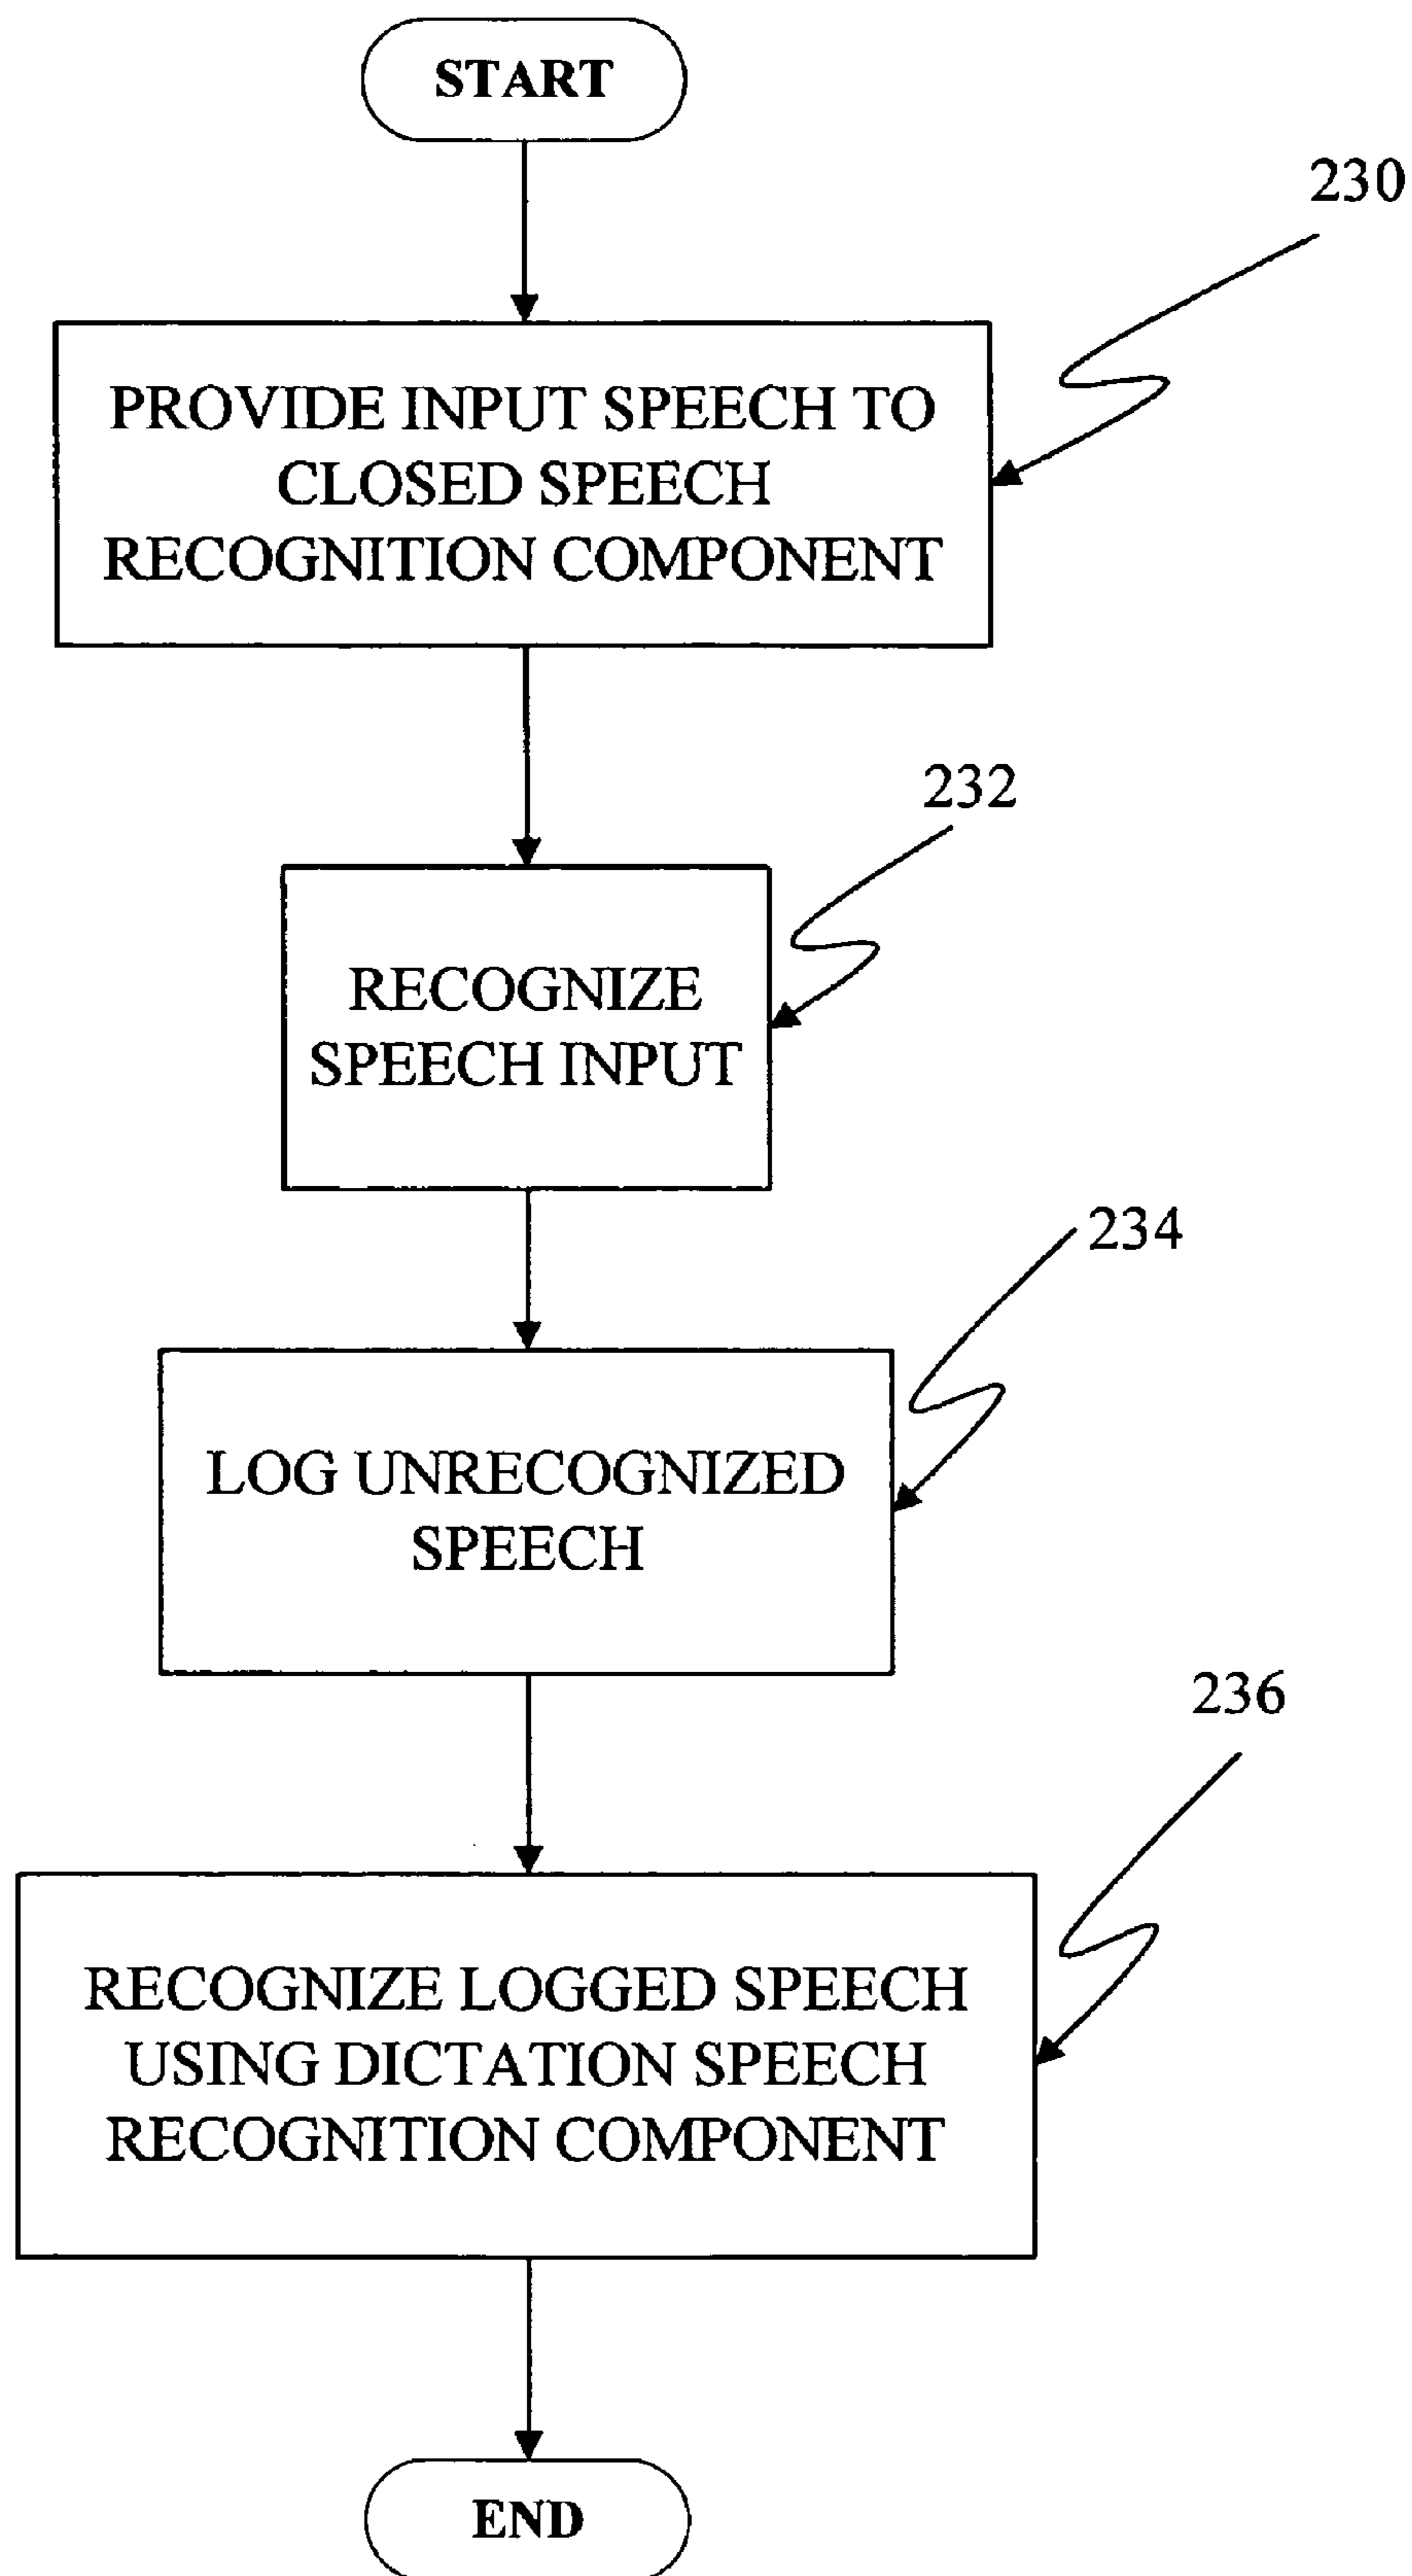 START
230
PROVIDE INPUT SPEECH TO
CLOSED SPEECH
RECOGNITION COMPONENT
232
RECOGNIZE
SPEECH INPUT
234
LOG UNRECOGNIZED
SPEECH
236
RECOGNIZE LOGGED SPEECH
USING DICTATION SPEECH
RECOGNITION COMPONENT
END